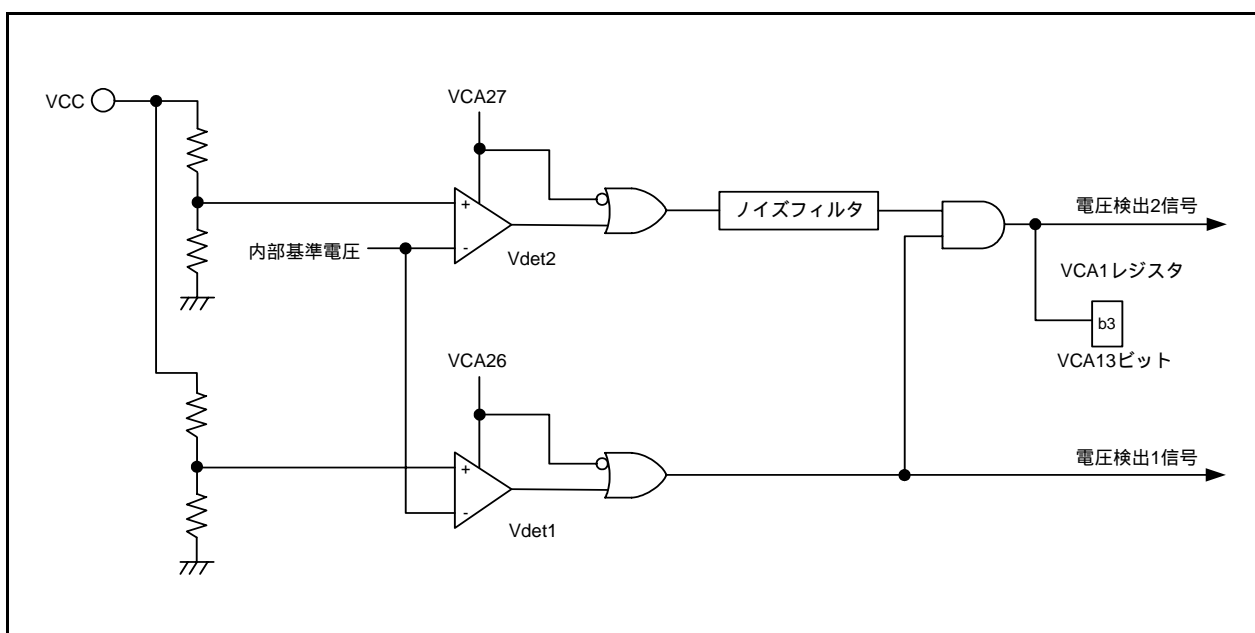 VCC
VCA27
+
-
内部基準電圧
Vdet2
ノイズフィルタ
電圧検出2信号
VCA1レジスタ
b3
VCA13ビット
VCA26
+
-
Vdet1
電圧検出1信号